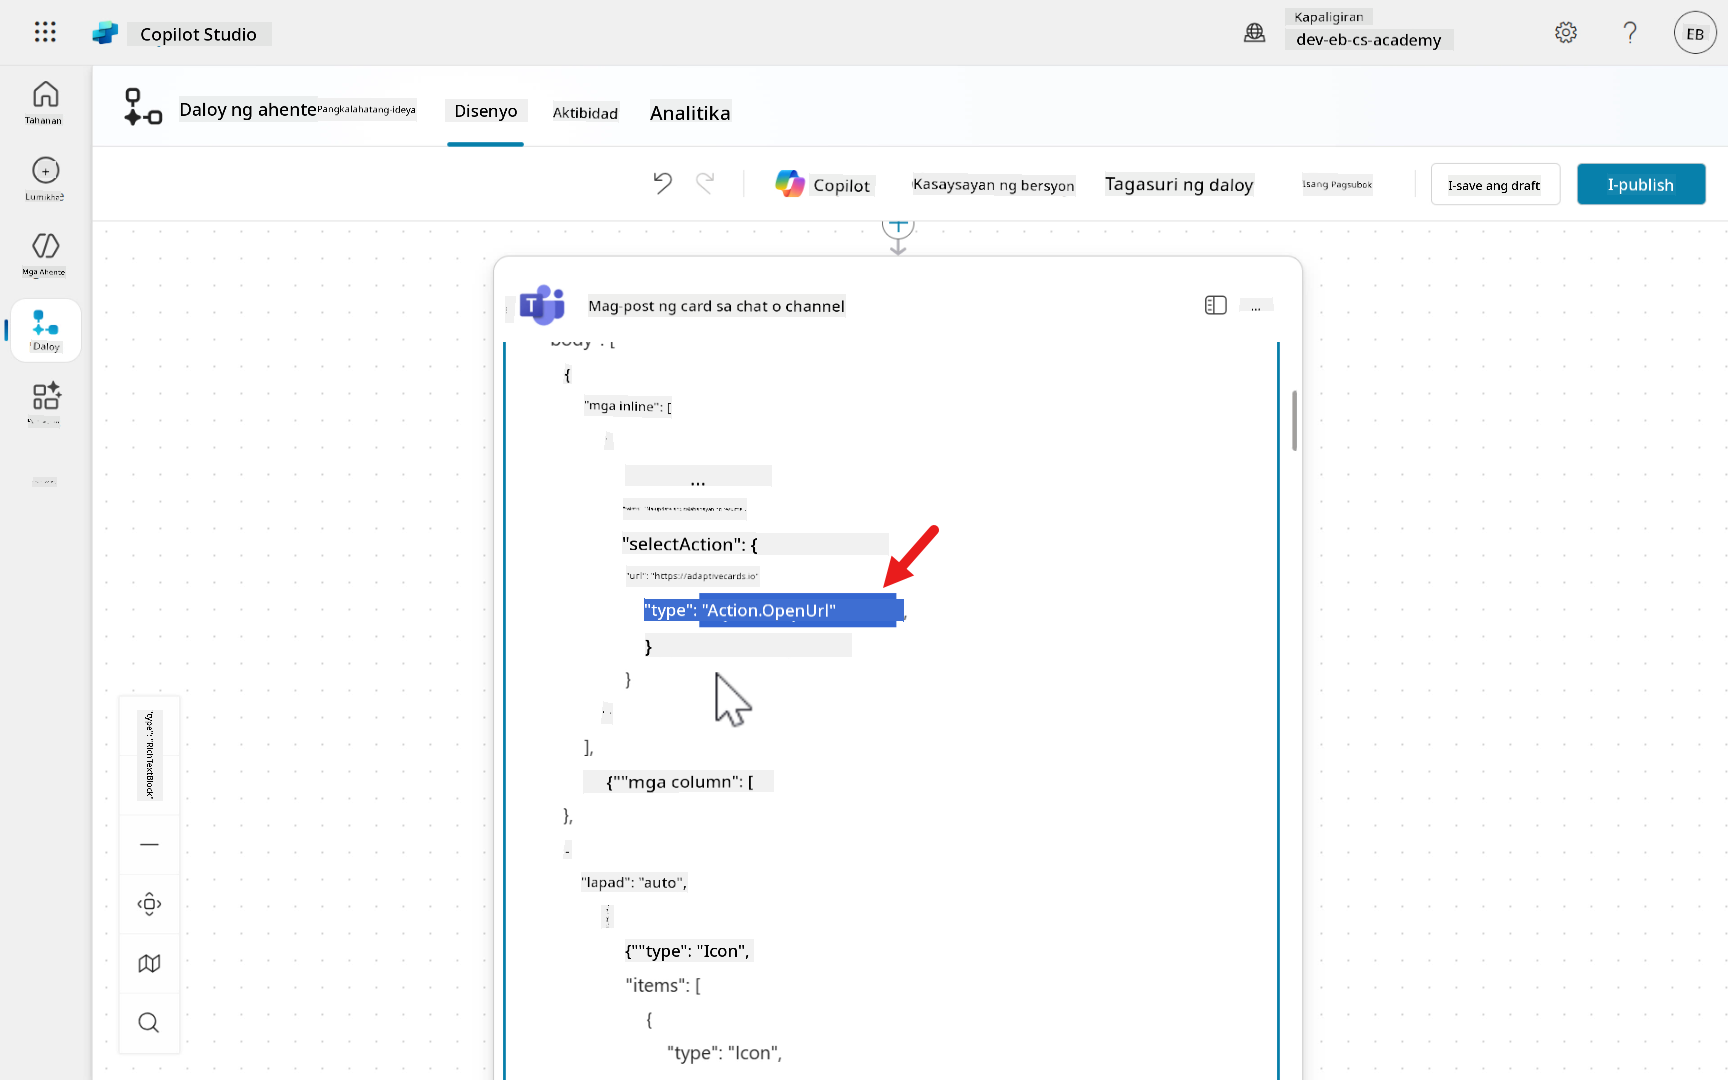 Copilot Studio
Kapaligiran
dev-eb-cs-academy
EB
Tahanan
Mga Ahente
Daloy
Daloy ng ahente
Pangkalahatang-ideya
Disenyo
Aktibidad
Analitika
Copilot
Kasaysayan ng bersyon
Tagasuri ng daloy
Isang Pagsubok
I-save ang draft
I-publish
Mag-post ng card sa chat o channel
...
body": [
{
"mga inline": [
...
"selectAction": {
"url": "https://adaptivecards.io"
"type": "Action.OpenUrl"
}
}
],
{""mga column": [
},
-
"lapad": "auto",
{""type": "Icon",
"items": [
{
"type": "Icon",
"type": "RichTextBlock"